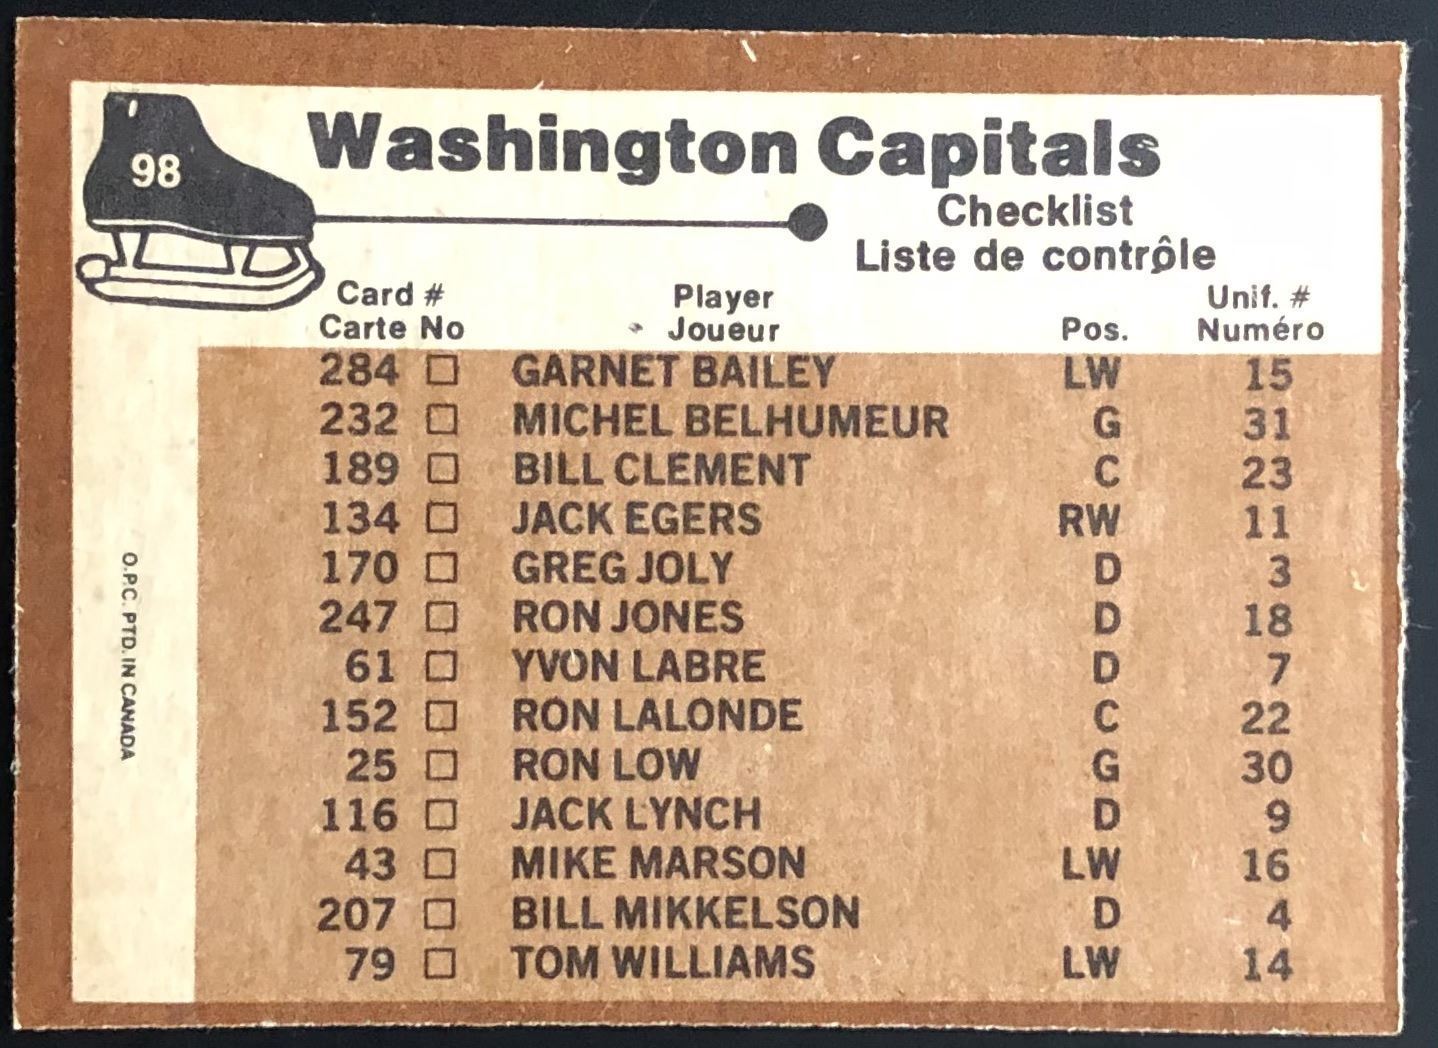 98
Washington Capitals
Checklist
Liste de contrôle
Card # Player Unif. #
Carte No Joueur Pos. Numéro
284 □ GARNET BAILEY LW 15
232 □ MICHEL BELHUMEUR G 31
189 □ BILL CLEMENT C 23
134 □ JACK EGERS RW 11
170 □ GREG JOLY D 3
247 □ RON JONES D 18
61 □ YVON LABRE D 7
152 □ RON LALONDE C 22
25 □ RON LOW G 30
116 □ JACK LYNCH D 9
43 □ MIKE MARSON LW 16
207 □ BILL MIKKELSON D 4
79 □ TOM WILLIAMS LW 14
O.P.C. PTD. IN CANADA